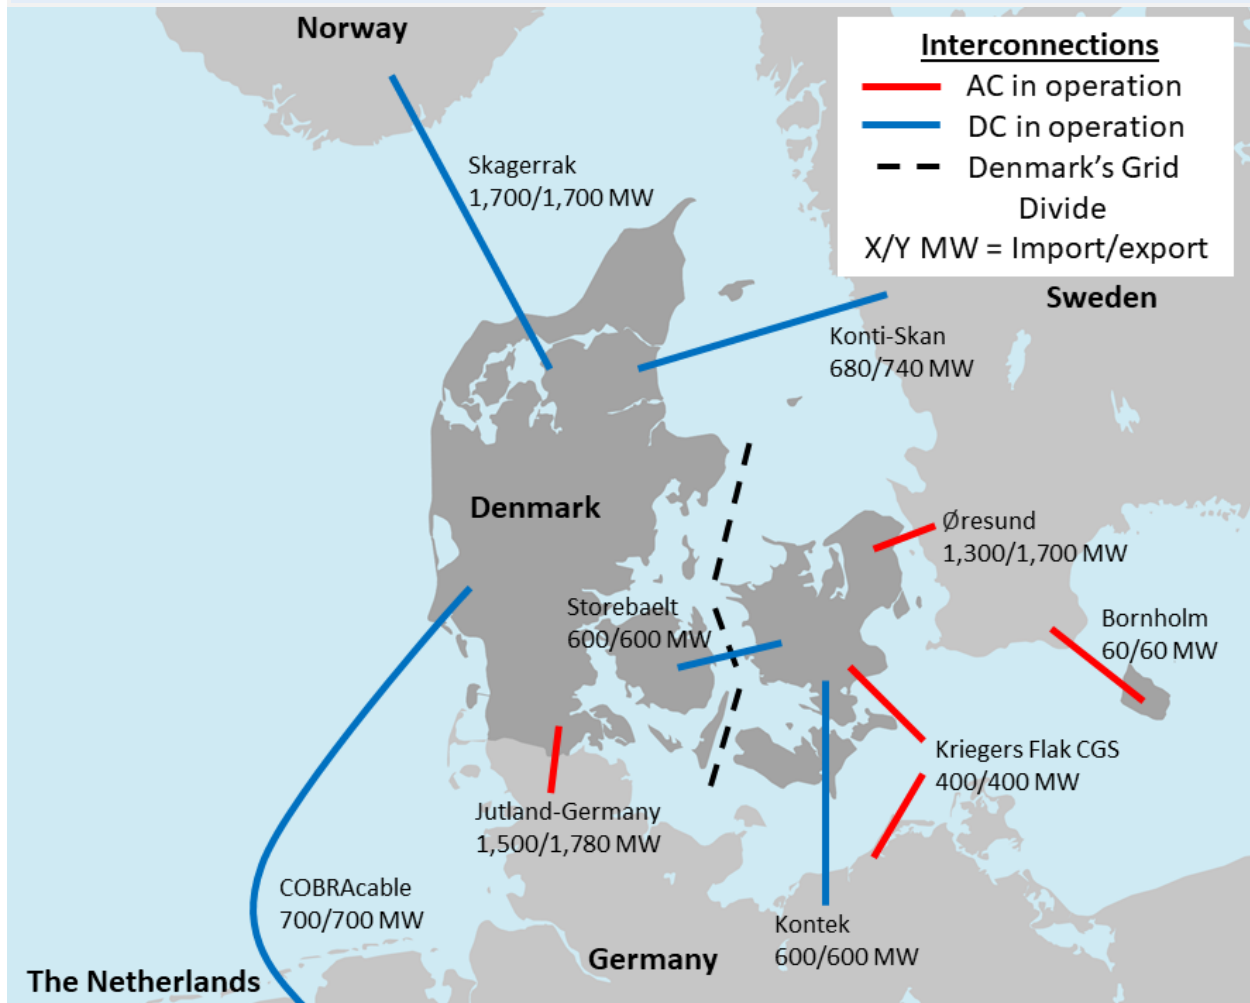 Norway
Interconnections
AC in operation
DC in operation
Denmark's Grid
Divide
X/Y MW = Import/export
Skagerrak
1,700/1,700 MW
Sweden
Konti-Skan
680/740 MW
Denmark
Øresund
1,300/1,700 MW
Storebaelt
600/600 MW
Bornholm
60/60 MW
Kriegers Flak CGS
400/400 MW
Jutland-Germany
1,500/1,780 MW
COBRAcable
700/700 MW
Kontek
600/600 MW
Germany
The Netherlands